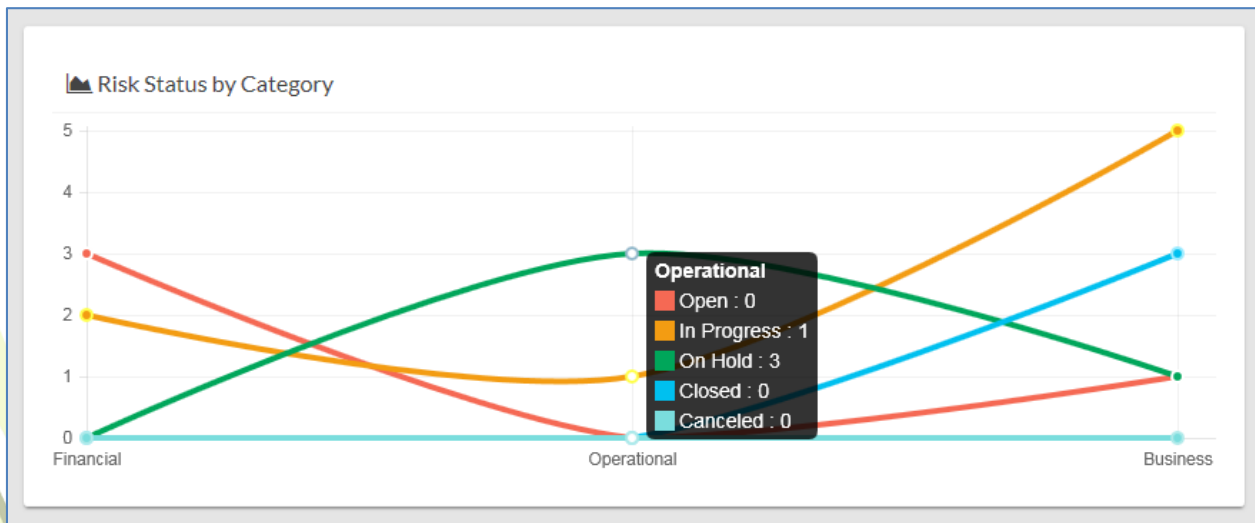 Risk Status by Category
5
4
3
2
1
0
Operational
Open : 0
In Progress : 1
On Hold : 3
Closed : 0
Canceled : 0
Financial Operational Business